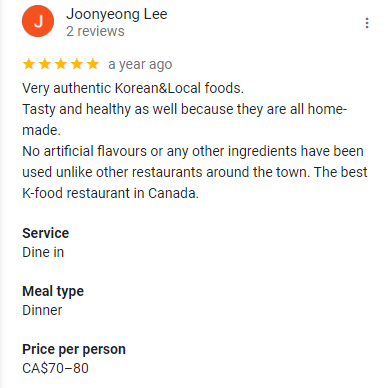 J
Joonyeong Lee
2 reviews
a year ago
Very authentic Korean&Local foods.
Tasty and healthy as well because they are all home-
made.
No artificial flavours or any other ingredients have been
used unlike other restaurants around the town. The best
K-food restaurant in Canada.
Service
Dine in
Meal type
Dinner
Price per person
CA$70–80